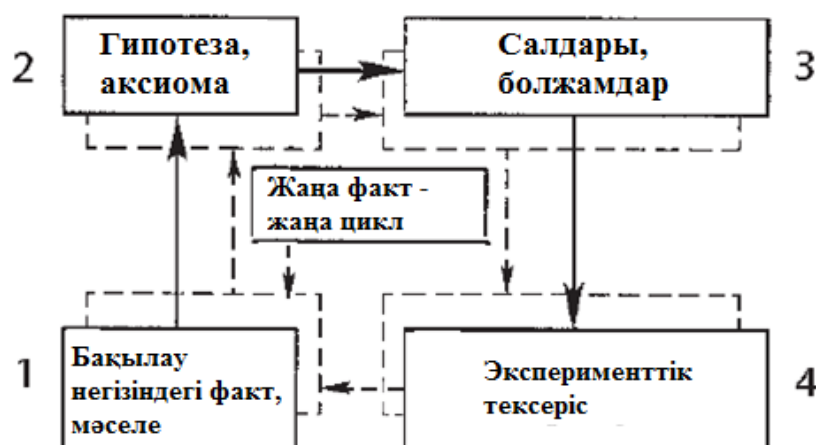 2
Гипотеза,
аксиома
Салдары,
болжамдар
3
Жаңа факт -
жаңа цикл
1
Бақылау
негізіндегі факт,
мәселе
Эксперименттік
тексеріс
4